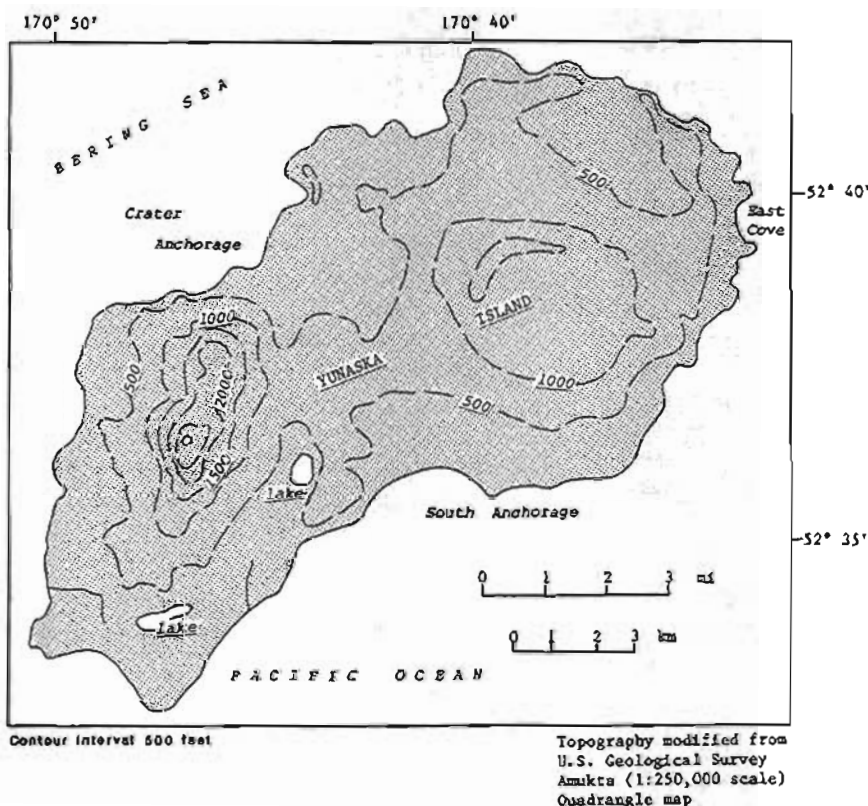 170° 50'
170° 40'
BERING SEA
Crater
Anchorage
52° 40'
East
Cove
500
1000
ISLAND
500
1000
2000
YUNASKA
1000
500
1500
lake
South Anchorage
52° 35'
0 1 2 3 mi
lake
0 1 2 3 km
PACIFIC OCEAN
Contour Interval 500 feet
Topography modified from
U.S. Geological Survey
Amukta (1:250,000 scale)
Quadrangle map